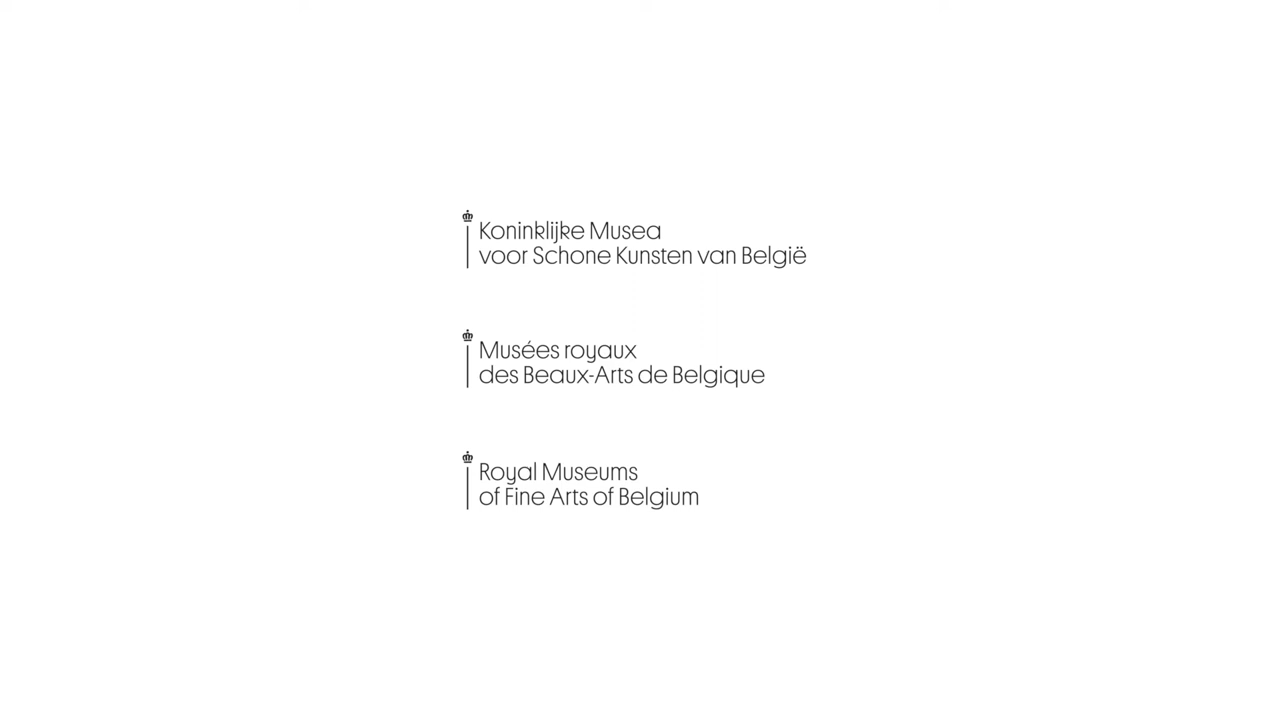 Koninklijke Musea
voor Schone Kunsten van België
Musées royaux
des Beaux-Arts de Belgique
Royal Museums
of Fine Arts of Belgium